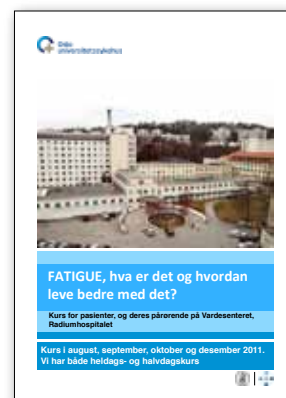 Oslo
universitetssykehus
FATIGUE, hva er det og hvordan
leve bedre med det?
Kurs for pasienter, og deres pårørende på Vardesenteret,
Radiumhospitalet
Kurs i august, september, oktober og desember 2011.
Vi har både heldags- og halvdagskurs